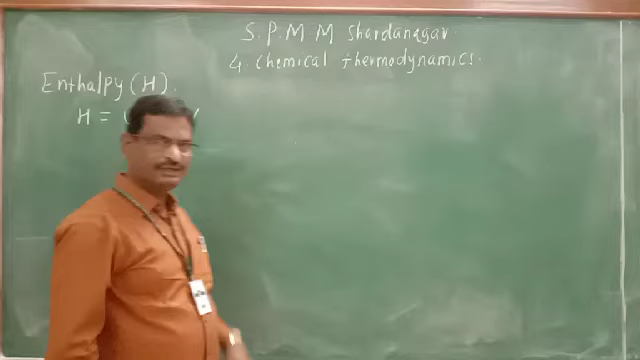 S.P.M M Shardanagar.
4. Chemical thermodynamics.
Enthalpy (H).
H =